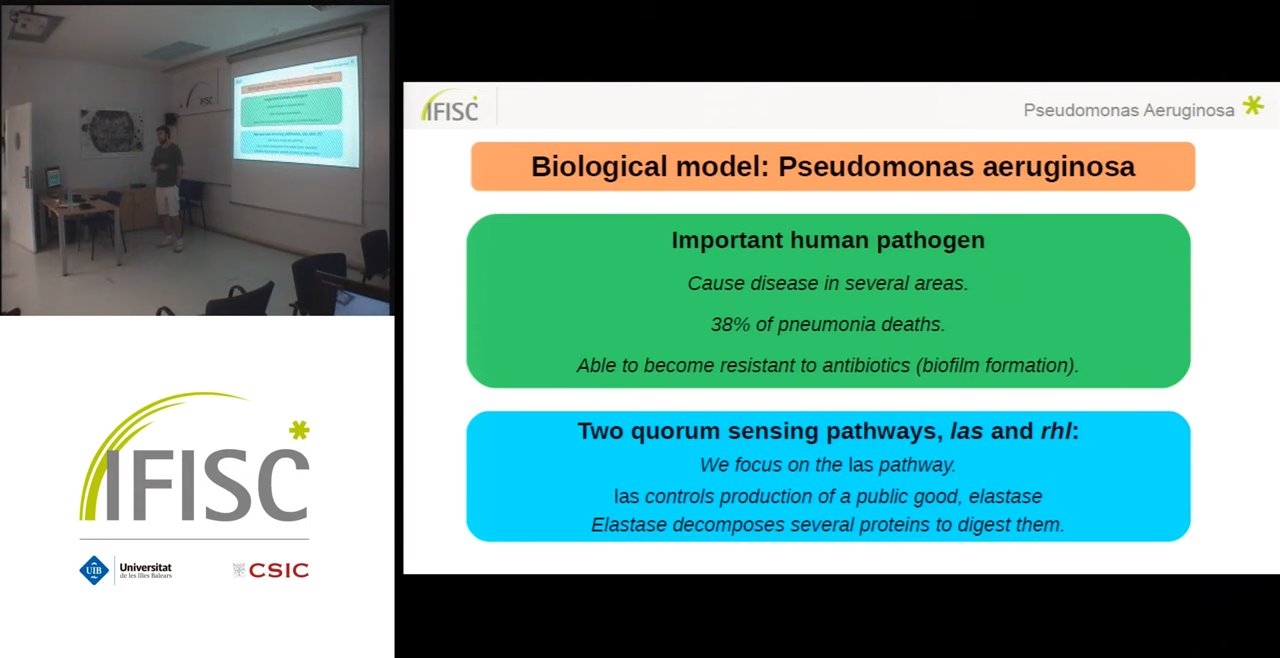 IFISC
Pseudomonas Aeruginosa
Biological model: Pseudomonas aeruginosa
Important human pathogen
Cause disease in several areas.
38% of pneumonia deaths.
Able to become resistant to antibiotics (biofilm formation).
Two quorum sensing pathways, las and rhl:
We focus on the las pathway.
las controls production of a public good, elastase
Elastase decomposes several proteins to digest them.
IFISC
UIB
Universitat
de les Illes Balears
CSIC